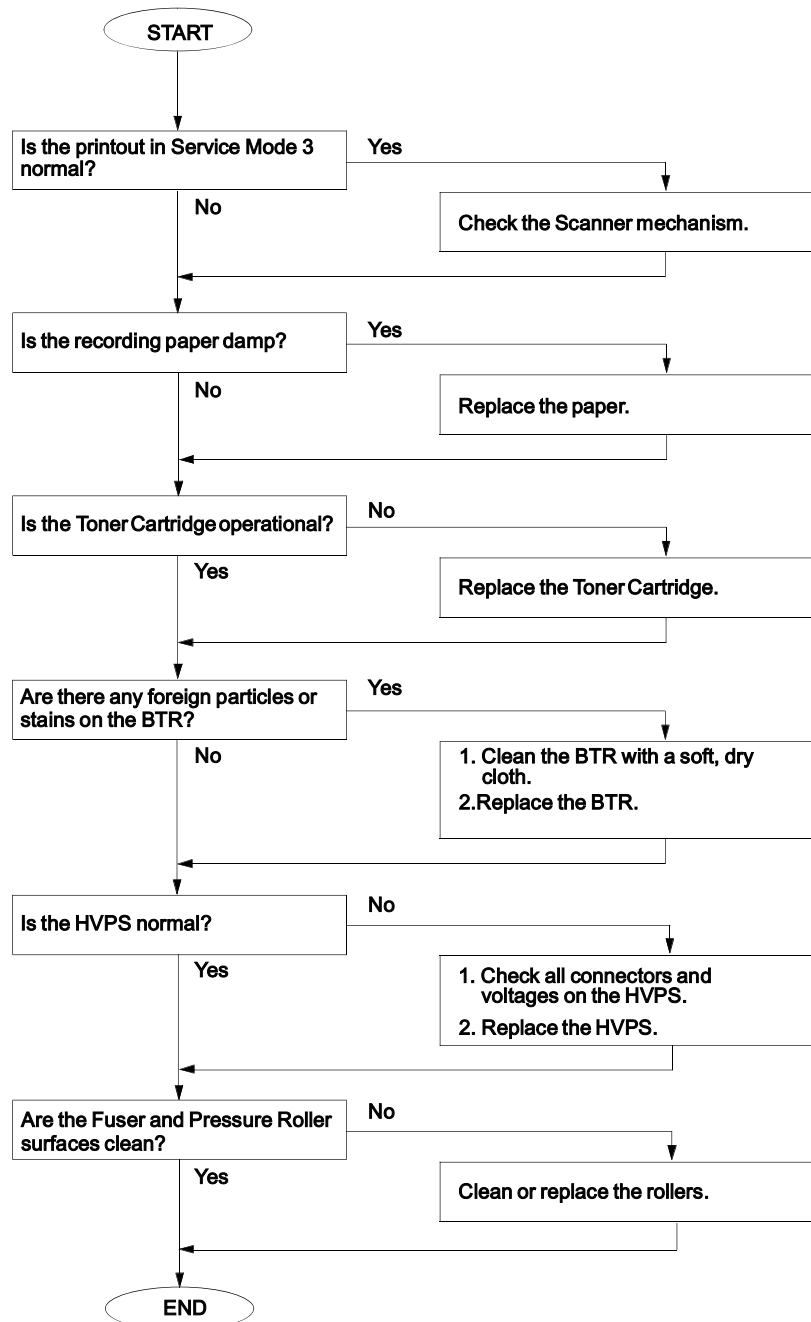 START
Is the printout in Service Mode 3
normal?
Yes
No
Check the Scanner mechanism.
Is the recording paper damp?
Yes
No
Replace the paper.
Is the Toner Cartridge operational?
No
Yes
Replace the Toner Cartridge.
Are there any foreign particles or
stains on the BTR?
Yes
No
1. Clean the BTR with a soft, dry
cloth.
2.Replace the BTR.
Is the HVPS normal?
No
Yes
1. Check all connectors and
voltages on the HVPS.
2. Replace the HVPS.
Are the Fuser and Pressure Roller
surfaces clean?
No
Yes
Clean or replace the rollers.
END